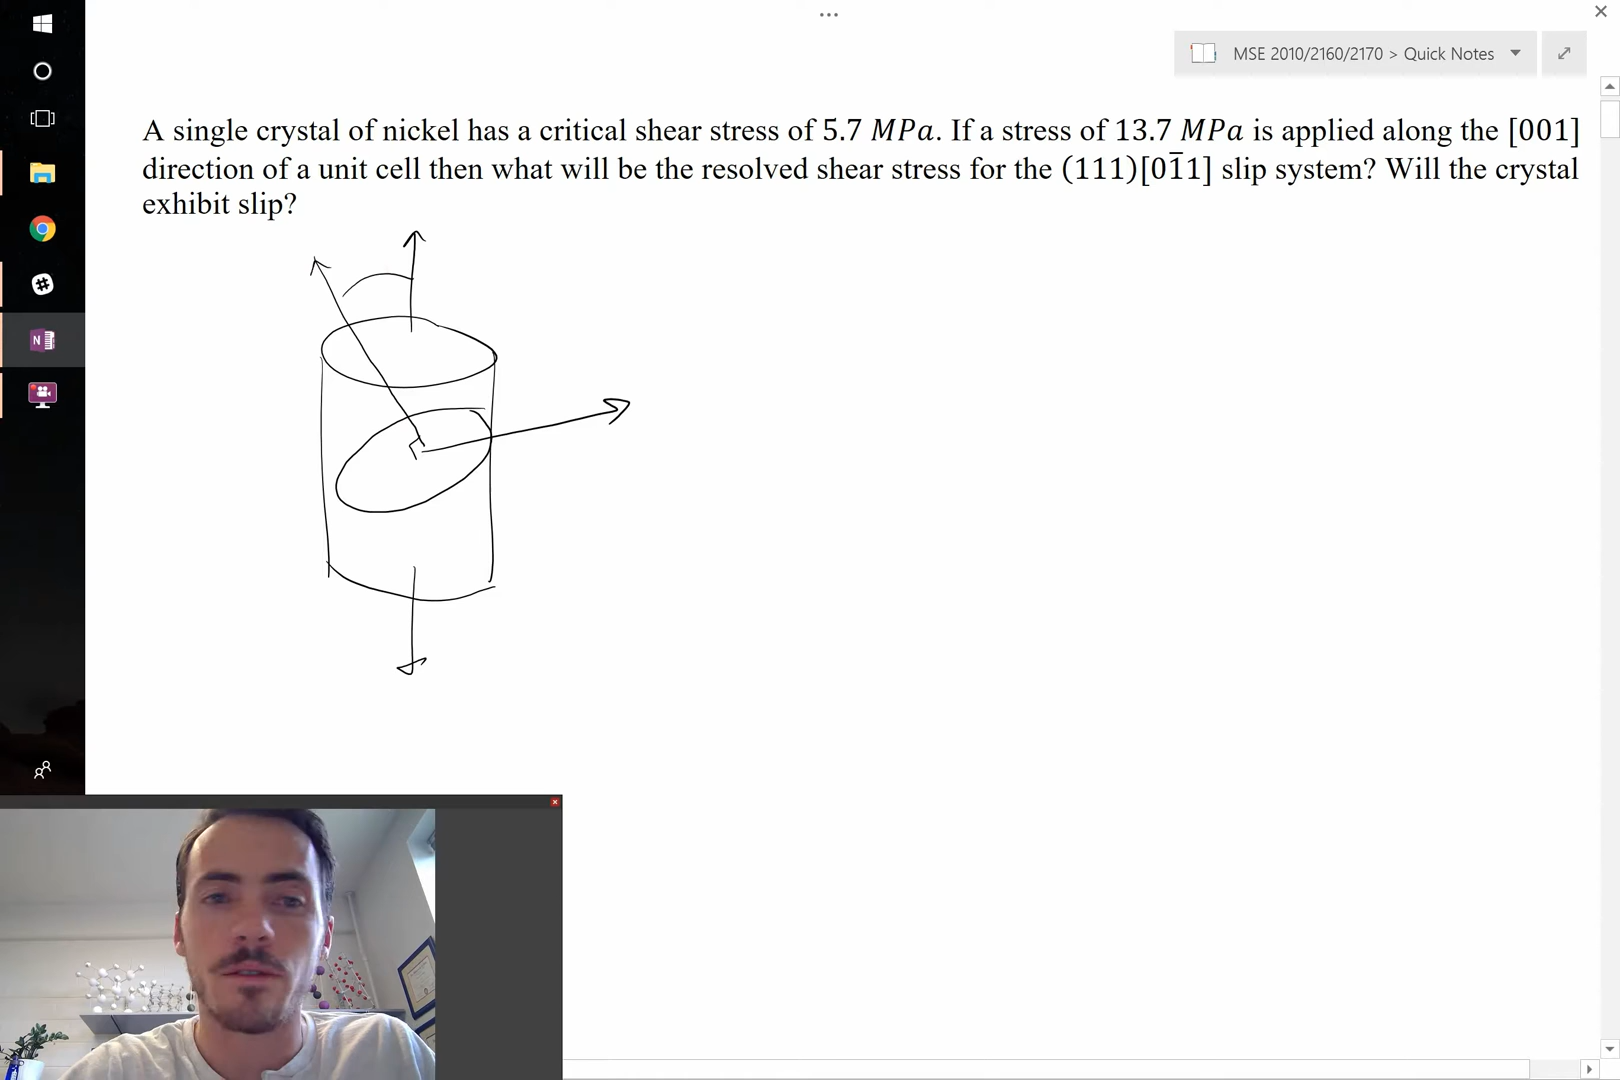 MSE 2010/2160/2170 > Quick Notes
A single crystal of nickel has a critical shear stress of 5.7 MPa. If a stress of 13.7 MPa is applied along the [001]
direction of a unit cell then what will be the resolved shear stress for the (111)[01̅1] slip system? Will the crystal
exhibit slip?
N